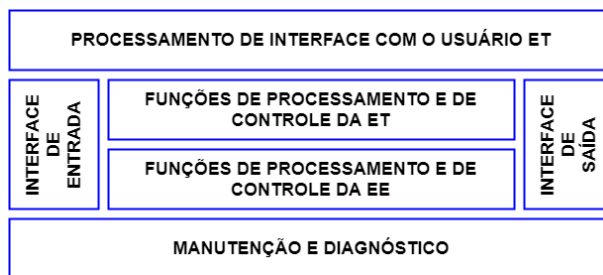 PROCESSAMENTO DE INTERFACE COM O USUÁRIO ET
INTERFACE
DE
ENTRADA
FUNÇÕES DE PROCESSAMENTO E DE
CONTROLE DA ET
FUNÇÕES DE PROCESSAMENTO E DE
CONTROLE DA EE
INTERFACE
DE
SAÍDA
MANUTENÇÃO E DIAGNÓSTICO